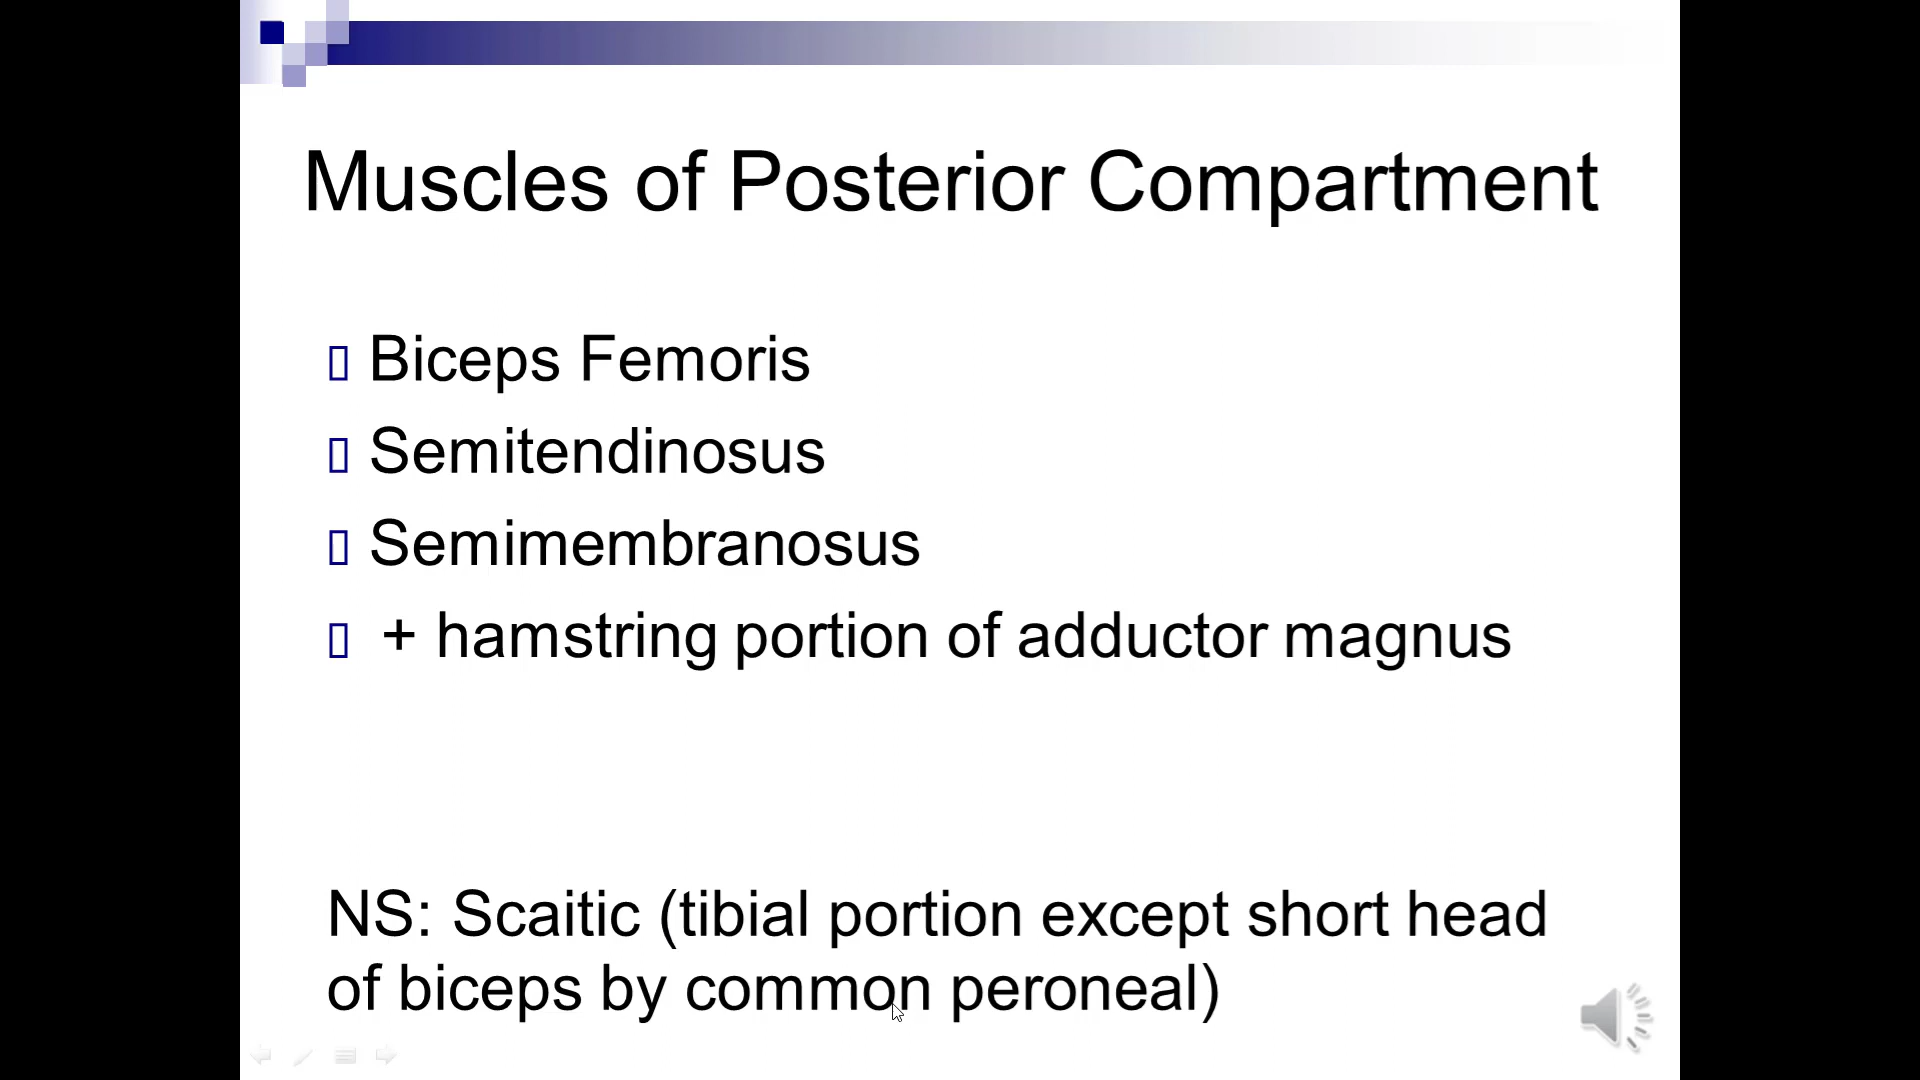 Muscles of Posterior Compartment
Biceps Femoris
Semitendinosus
Semimembranosus
+ hamstring portion of adductor magnus
NS: Scaitic (tibial portion except short head
of biceps by common peroneal)